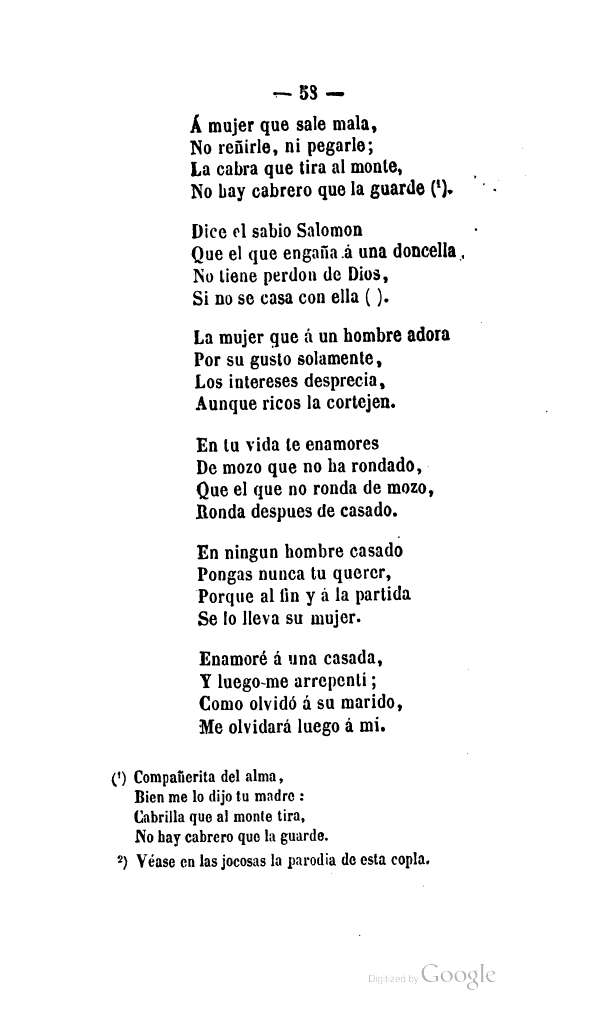 — 58 —
Á mujer que sale mala,
No reñirle, ni pegarle;
La cabra que tira al monte,
No hay cabrero que la guarde (¹).
Dice el sabio Salomon
Que el que engaña á una doncella,
No tiene perdon de Dios,
Si no se casa con ella ( ).
La mujer que á un hombre adora
Por su gusto solamente,
Los intereses desprecia,
Aunque ricos la cortejen.
En tu vida te enamores
De mozo que no ha rondado,
Que el que no ronda de mozo,
Ronda despues de casado.
En ningun hombre casado
Pongas nunca tu querer,
Porque al fin y á la partida
Se lo lleva su mujer.
Enamoré á una casada,
Y luego-me arrepenti;
Como olvidó á su marido,
Me olvidará luego á mi.
(¹) Compañerita del alma,
Bien me lo dijo tu madre:
Cabrilla que al monte tira,
No hay cabrero que la guarde.
²) Véase en las jocosas la parodia de esta copla.
Digitized by Google